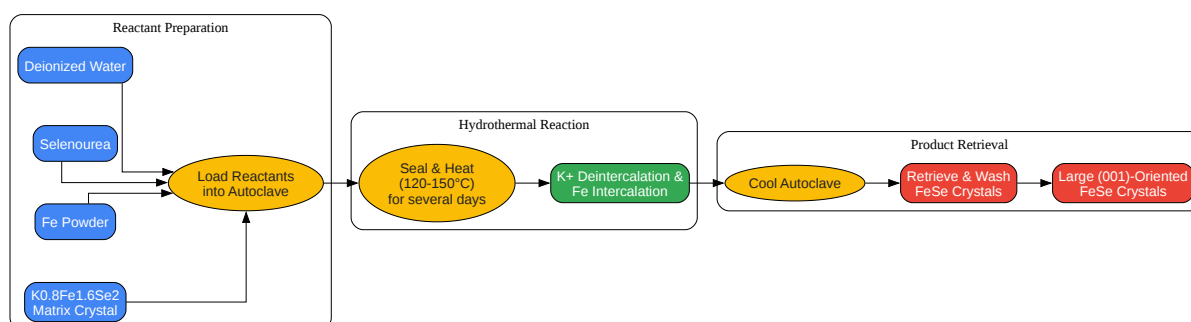 Reactant Preparation
Deionized Water
Selenourea
Fe Powder
K0.8Fe1.6Se2
Matrix Crystal
Load Reactants
into Autoclave
Hydrothermal Reaction
Seal & Heat
(120-150°C)
for several days
K+ Deintercalation &
Fe Intercalation
Product Retrieval
Cool Autoclave
Retrieve & Wash
FeSe Crystals
Large (001)-Oriented
FeSe Crystals